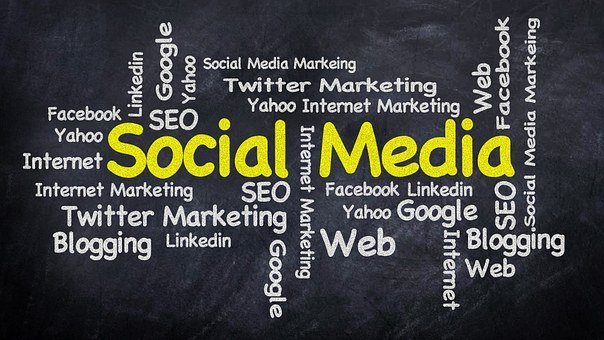 Linkedin
Google
Yahoo
Social Media Markeing
Twitter Marketing
Yahoo Internet Marketing
Web
Facebook
Social Media Markeing
Facebook
SEO
Yahoo
Internet
Social Media
Internet Marketing
Internet Marketing
SEO
Facebook Linkedin
SEO
Twitter Marketing
Yahoo Google
Blogging
Linkedin
Google
Web
Internet
Blogging
Web